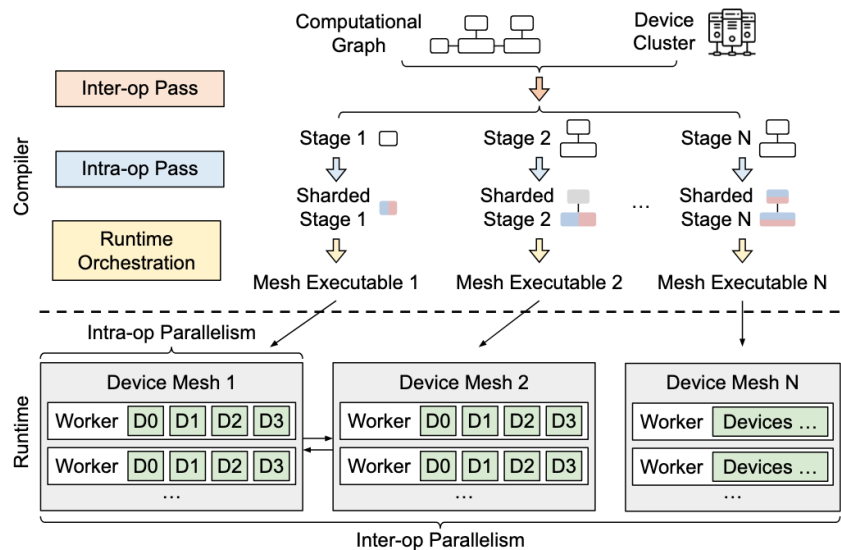 Computational
Graph
Device
Cluster
Compiler
Inter-op Pass
Stage 1
Stage 2
Stage N
Intra-op Pass
Sharded
Stage 1
Sharded
Stage 2
...
Sharded
Stage N
Runtime
Orchestration
Mesh Executable 1
Mesh Executable 2
Mesh Executable N
Intra-op Parallelism
Runtime
Device Mesh 1
Worker D0 D1 D2 D3
Worker D0 D1 D2 D3
...
Device Mesh 2
Worker D0 D1 D2 D3
Worker D0 D1 D2 D3
...
Device Mesh N
Worker Devices ...
Worker Devices ...
...
Inter-op Parallelism